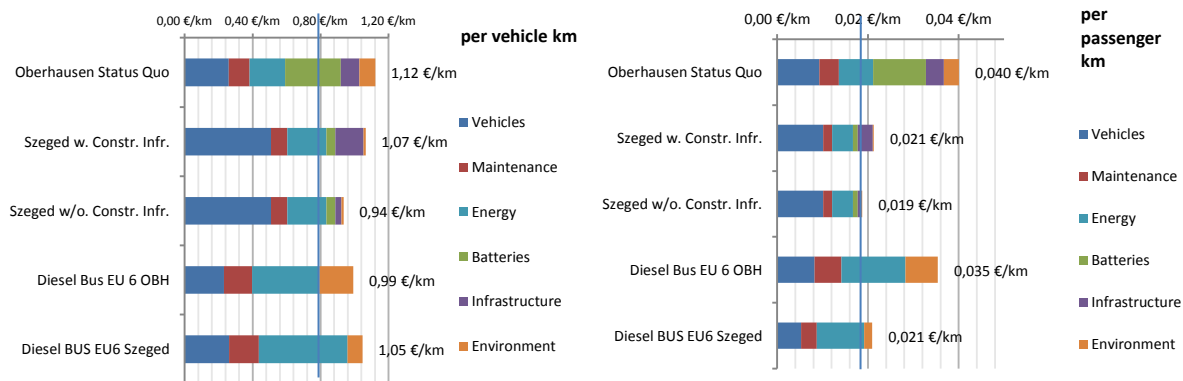 0,00 €/km
0,40 €/km
0,80 €/km
1,20 €/km
per vehicle km
Oberhausen Status Quo
1,12 €/km
Szeged w. Constr. Infr.
1,07 €/km
Szeged w/o. Constr. Infr.
0,94 €/km
Diesel Bus EU 6 OBH
0,99 €/km
Diesel BUS EU6 Szeged
1,05 €/km
Vehicles
Maintenance
Energy
Batteries
Infrastructure
Environment
0,00 €/km
0,02 €/km
0,04 €/km
per
passenger
km
Oberhausen Status Quo
0,040 €/km
Szeged w. Constr. Infr.
0,021 €/km
Szeged w/o. Constr. Infr.
0,019 €/km
Diesel Bus EU 6 OBH
0,035 €/km
Diesel BUS EU6 Szeged
0,021 €/km
Vehicles
Maintenance
Energy
Batteries
Infrastructure
Environment